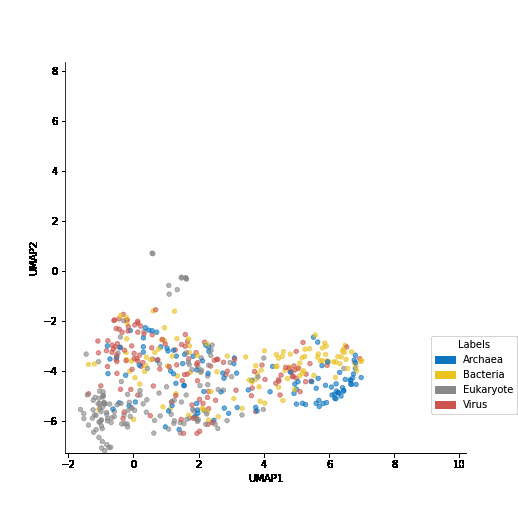 8
6
4
2
0
−2
−4
−6
UMAP2
−2 0 2 4 6 8 10
UMAP1
Labels
Archaea
Bacteria
Eukaryote
Virus